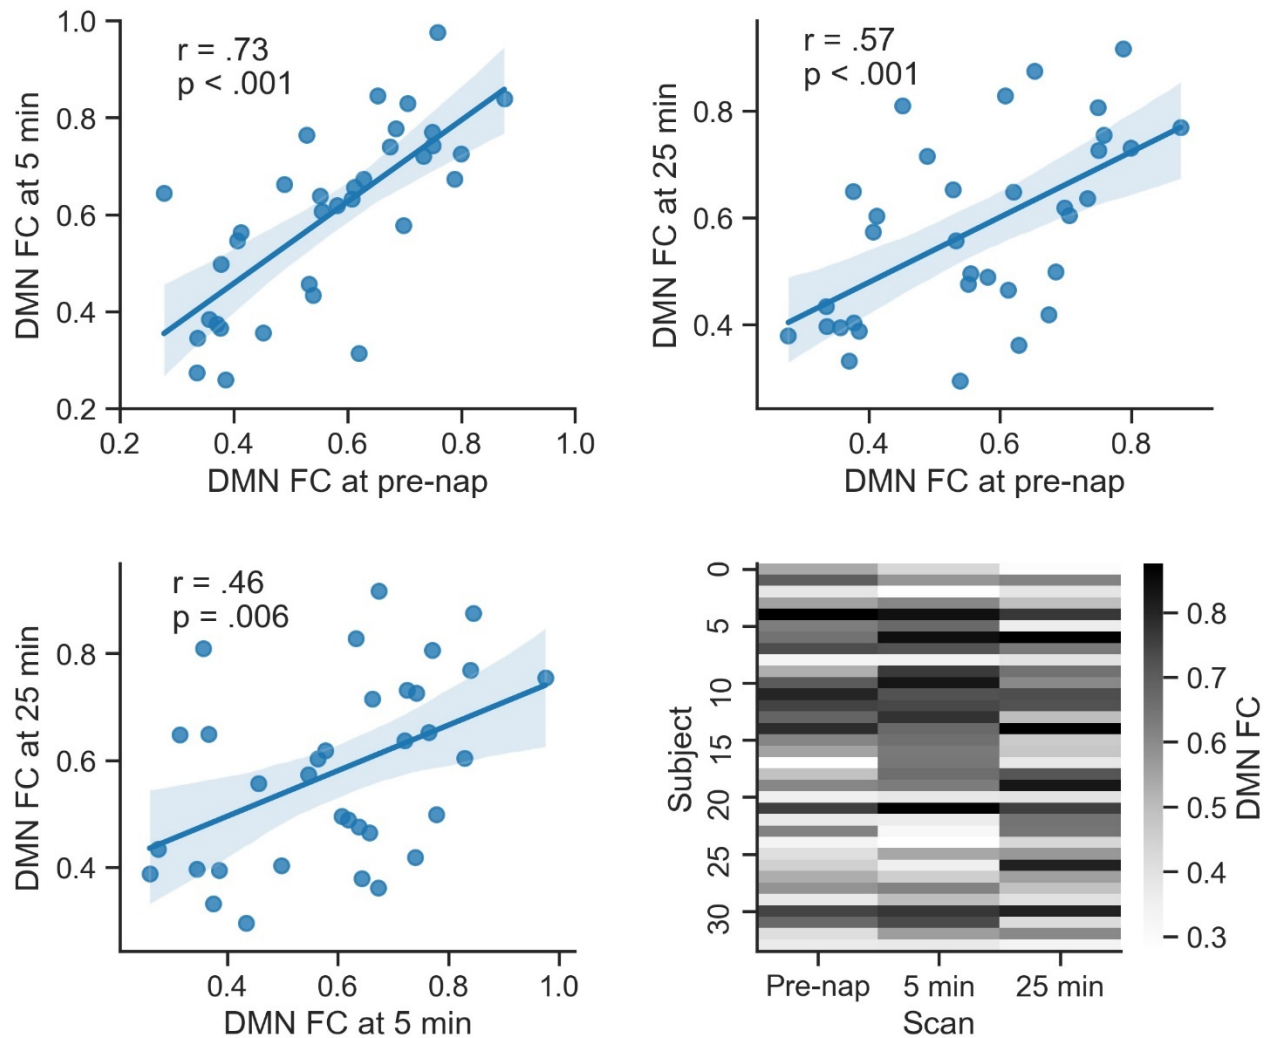 r = .73
p < .001
DMN FC at 5 min
1.0
0.8
0.6
0.4
0.2
0.2 0.4 0.6 0.8 1.0
DMN FC at pre-nap
r = .57
p < .001
DMN FC at 25 min
0.8
0.6
0.4
0.4 0.6 0.8
DMN FC at pre-nap
r = .46
p = .006
DMN FC at 25 min
0.8
0.6
0.4
0.4 0.6 0.8 1.0
DMN FC at 5 min
Subject
0
5
10
15
20
25
30
Pre-nap 5 min 25 min
Scan
0.8
0.7
0.6
0.5
0.4
0.3
DMN FC